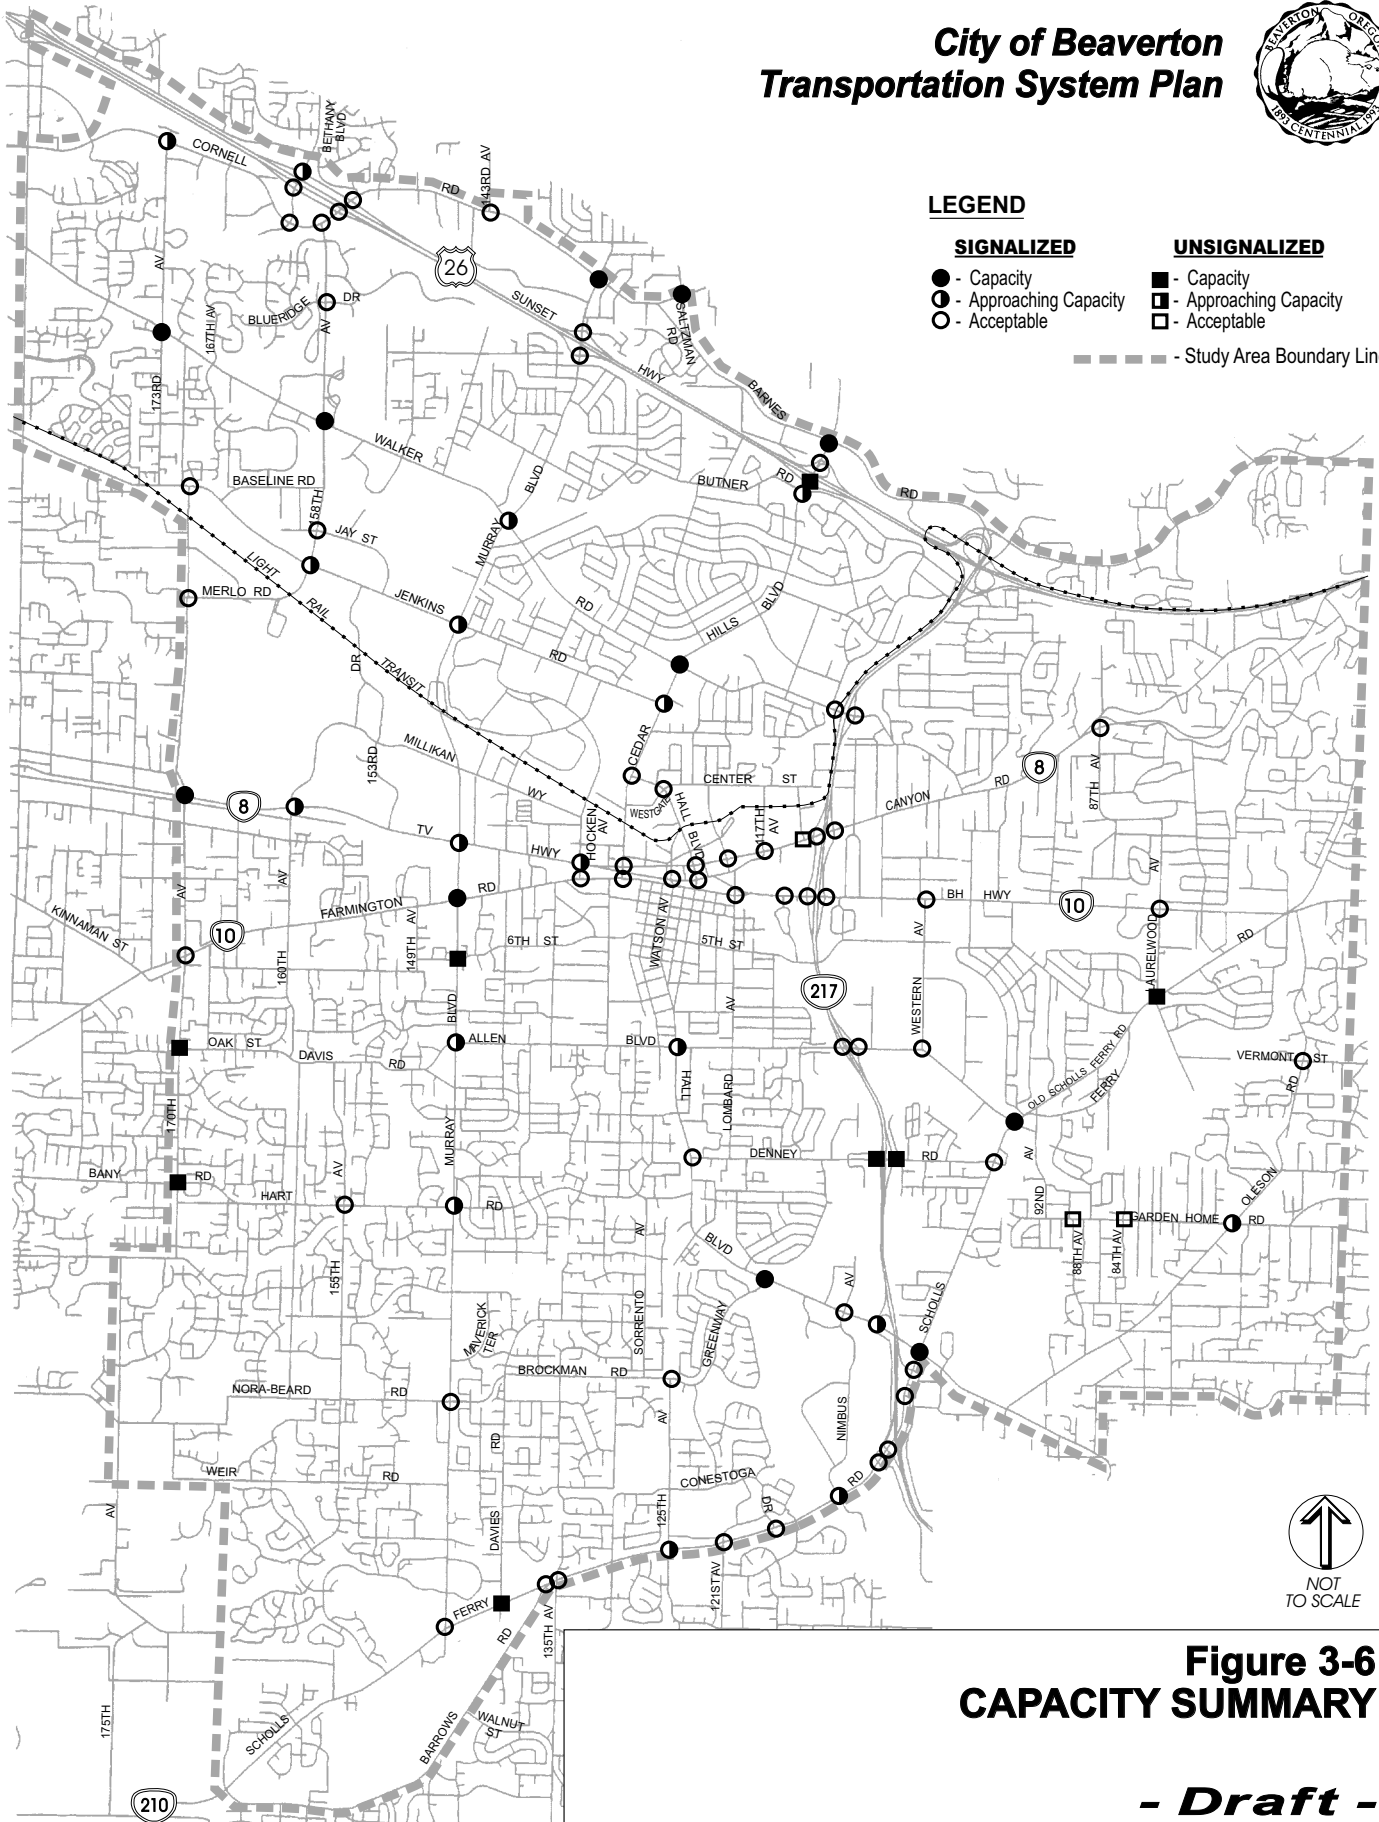 City of Beaverton
Transportation System Plan
BEAVERTON OREGO
1893 CENTENNIAL 1993
LEGEND
SIGNALIZED
UNSIGNALIZED
- Capacity
- Capacity
- Approaching Capacity
- Approaching Capacity
- Acceptable
- Acceptable
- Study Area Boundary Lin
CORNELL
BETHANY
BLVD
RD
143RD AV
26
SUNSET
HWY
SALTZMAN
RD
BARNES
RD
AV
167TH AV
BLUERIDGE
DR
AV
173RD
WALKER
BASELINE RD
158TH
JAY ST
BLVD
MURRAY
BUTNER
RD
LIGHT
RAIL
TRANSIT
MERLO RD
JENKINS
RD
RD
HILLS
BLVD
DR
153RD
MILLIKAN
WY
CEDAR
CENTER ST
WESTGATE
HALL
BLVD
117TH
AV
HOCKEN
AV
CANYON
RD
8
87TH
AV
8
TV
HWY
AV
AV
FARMINGTON
RD
KINNAMAN ST
10
149TH AV
160TH
6TH ST
WATSON AV
5TH ST
BH HWY
10
AV
AV
LAURELWOOD
RD
AV
217
WESTERN
BLVD
OAK ST
DAVIS
RD
ALLEN
BLVD
HALL
LOMBARD
OLD SCHOLLS FERRY RD
FERRY
VERMONT ST
RD
170TH
MURRAY
BANY
RD
HART
AV
RD
DENNEY
RD
AV
92ND
OLESON
GARDEN HOME RD
88TH AV
84TH AV
AV
BLVD
155TH
MAVERICK
TER
SORRENTO
GREENWAY
AV
SCHOLLS
BROCKMAN RD
NORA-BEARD
RD
AV
NIMBUS
RD
WEIR
RD
CONESTOGA
DR
RD
AV
125TH
DAVIES
121ST AV
FERRY
RD
135TH AV
NOT
TO SCALE
175TH
SCHOLLS
BARROWS
WALNUT
ST
210
Figure 3-6
CAPACITY SUMMARY
- Draft -